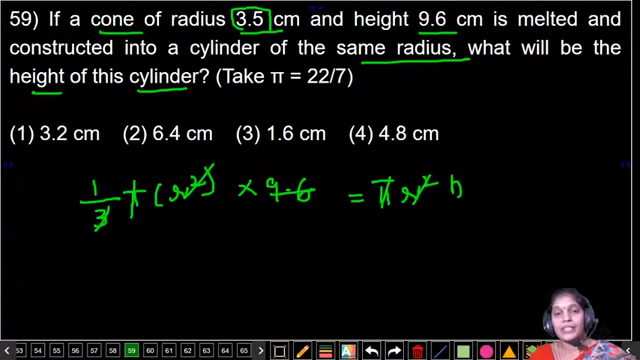 59) If a cone of radius 3.5 cm and height 9.6 cm is melted and
constructed into a cylinder of the same radius, what will be the
height of this cylinder? (Take π = 22/7)
(1) 3.2 cm (2) 6.4 cm (3) 1.6 cm (4) 4.8 cm
1/3 π (r²) × 9.6 = π r² h
53 54 55 56 57 58 59 60 61 62 63 64 65